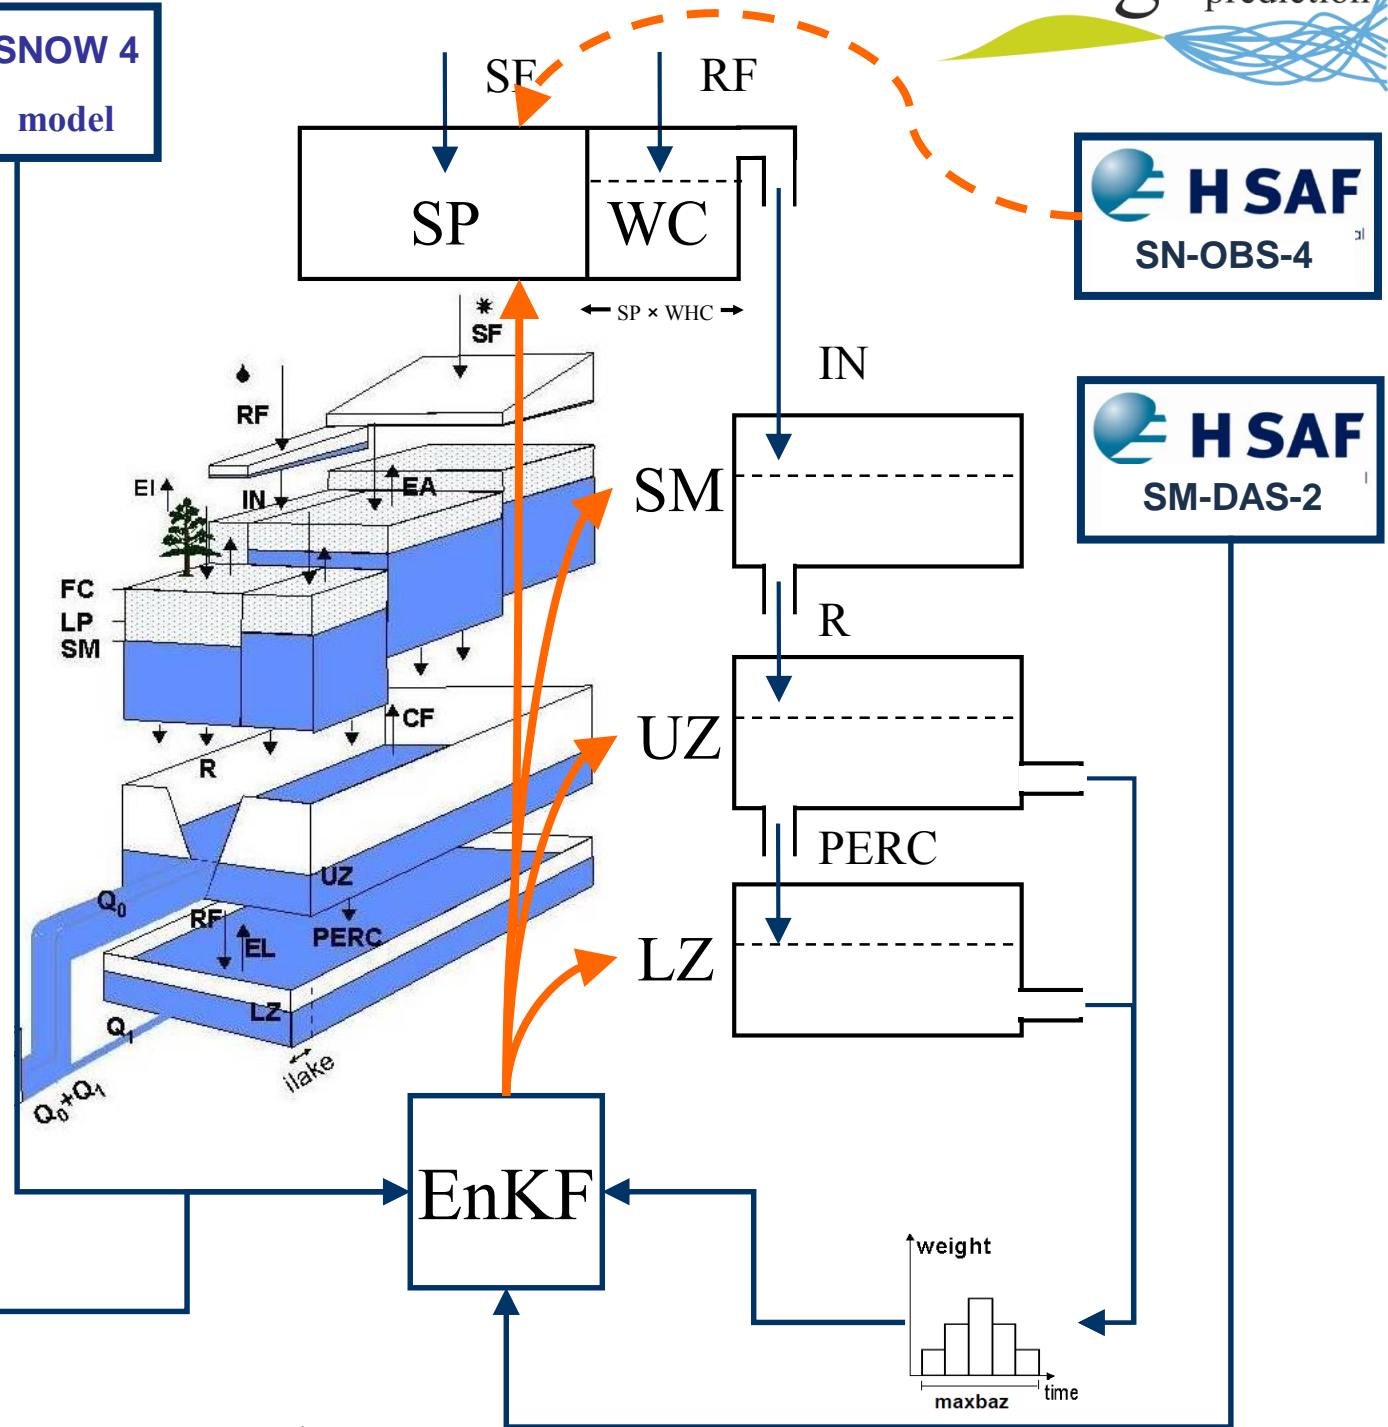 prediction
SNOW 4
model
SF
RF
SP
WC
SP × WHC
H SAF
SN-OBS-4
al
IN
H SAF
SM-DAS-2
SM
R
UZ
PERC
LZ
SF
RF
EI
IN
EA
FC
LP
SM
CF
R
UZ
Q0
RF
EL
PERC
LZ
Q1
ilake
Q0+Q1
EnKF
weight
time
maxbaz